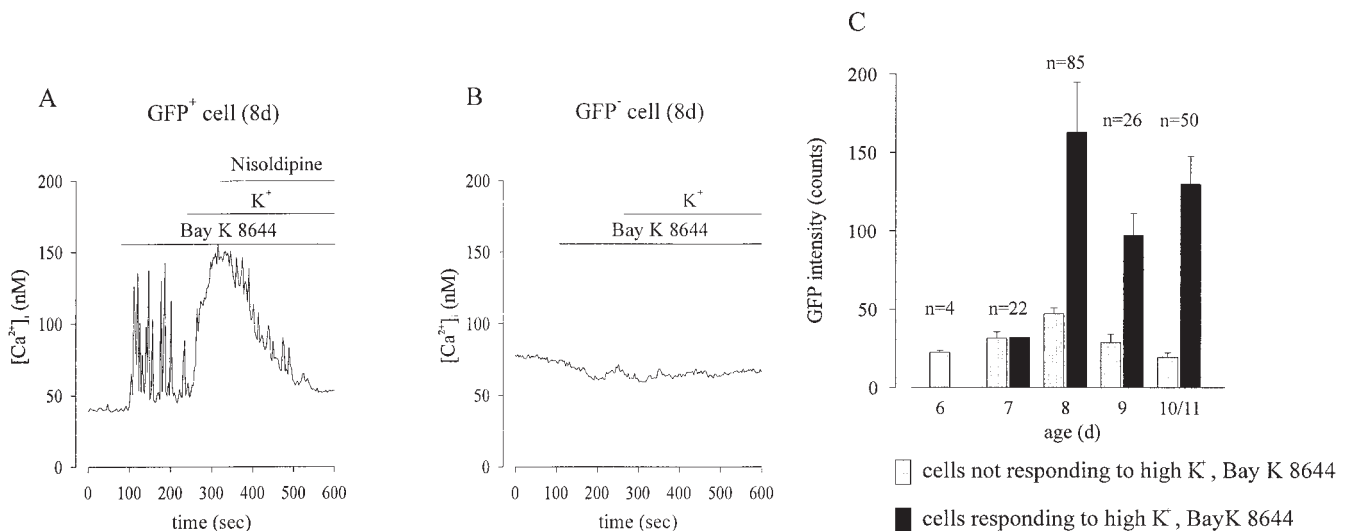 A
GFP⁺ cell (8d)
Nisoldipine
K⁺
Bay K 8644
200
150
100
50
0
[Ca²⁺]ᵢ (nM)
0 100 200 300 400 500 600
time (sec)
B
GFP⁻ cell (8d)
K⁺
Bay K 8644
200
150
100
50
0
[Ca²⁺]ᵢ (nM)
0 100 200 300 400 500 600
time (sec)
C
200
150
100
50
0
GFP intensity (counts)
n=4
n=22
n=85
n=26
n=50
6 7 8 9 10/11
age (d)
cells not responding to high K⁺, Bay K 8644
cells responding to high K⁻, BayK 8644